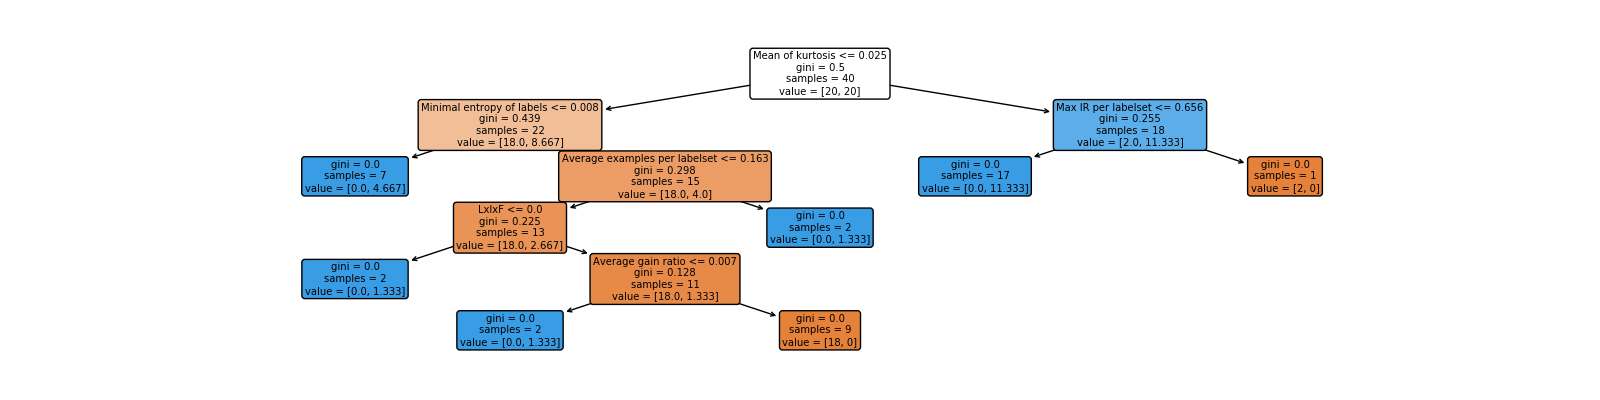 Mean of kurtosis <= 0.025
gini = 0.5
samples = 40
value = [20, 20]
Minimal entropy of labels <= 0.008
gini = 0.439
samples = 22
value = [18.0, 8.667]
Max IR per labelset <= 0.656
gini = 0.255
samples = 18
value = [2.0, 11.333]
gini = 0.0
samples = 7
value = [0.0, 4.667]
Average examples per labelset <= 0.163
gini = 0.298
samples = 15
value = [18.0, 4.0]
gini = 0.0
samples = 17
value = [0.0, 11.333]
gini = 0.0
samples = 1
value = [2, 0]
LxIxF <= 0.0
gini = 0.225
samples = 13
value = [18.0, 2.667]
gini = 0.0
samples = 2
value = [0.0, 1.333]
gini = 0.0
samples = 2
value = [0.0, 1.333]
Average gain ratio <= 0.007
gini = 0.128
samples = 11
value = [18.0, 1.333]
gini = 0.0
samples = 2
value = [0.0, 1.333]
gini = 0.0
samples = 9
value = [18, 0]